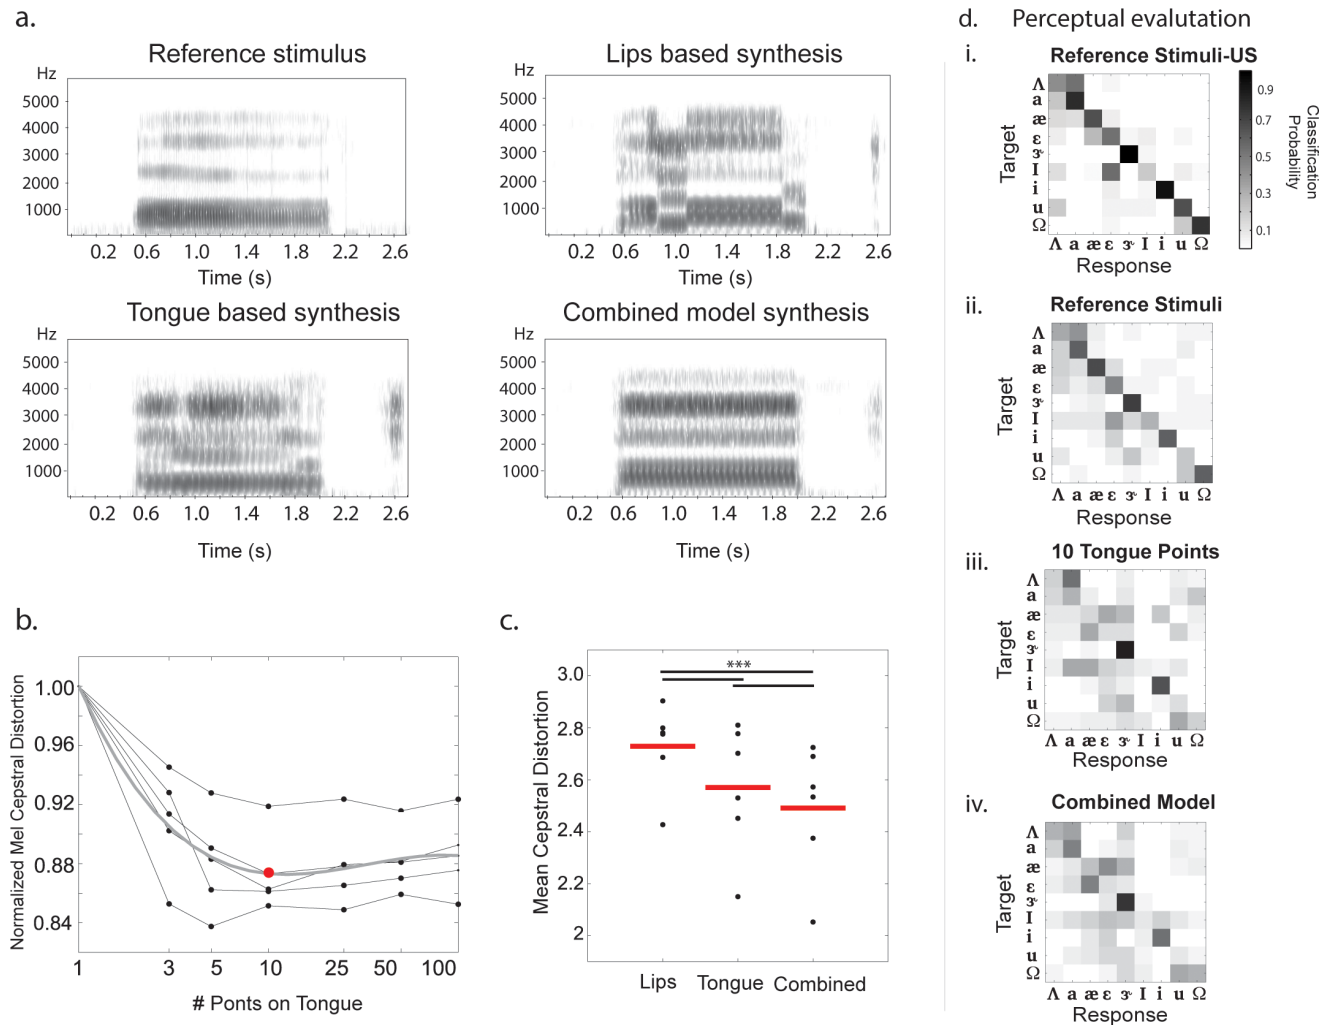 a.
Reference stimulus
Hz
5000
4000
3000
2000
1000
0.2 0.6 1.0 1.4 1.8 2.2 2.6
Time (s)
Lips based synthesis
Hz
5000
4000
3000
2000
1000
0.2 0.6 1.0 1.4 1.8 2.2 2.6
Time (s)
Tongue based synthesis
Hz
5000
4000
3000
2000
1000
0.2 0.6 1.0 1.4 1.8 2.2 2.6
Time (s)
Combined model synthesis
Hz
5000
4000
3000
2000
1000
0.2 0.6 1.0 1.4 1.8 2.2 2.6
Time (s)
b.
Normalized Mel Cepstral Distortion
1.00
0.96
0.92
0.88
0.84
1 3 5 10 25 50 100
# Ponts on Tongue
c.
Mean Cepstral Distortion
3.0
2.8
2.6
2.4
2.2
2
***
Lips Tongue Combined
d. Perceptual evalutation
i.
Reference Stimuli-US
Target
Λ
a
æ
ε
ɝ
I
i
u
Ω
Λ a æ ε ɝ I i u Ω
Response
0.9
0.7
0.5
0.3
0.1
Classification
Probability
ii.
Reference Stimuli
Target
Λ
a
æ
ε
ɝ
I
i
u
Ω
Λ a æ ε ɝ I i u Ω
Response
iii.
10 Tongue Points
Target
Λ
a
æ
ε
ɝ
I
i
u
Ω
Λ a æ ε ɝ I i u Ω
Response
iv.
Combined Model
Target
Λ
a
æ
ε
ɝ
I
i
u
Ω
Λ a æ ε ɝ I i u Ω
Response